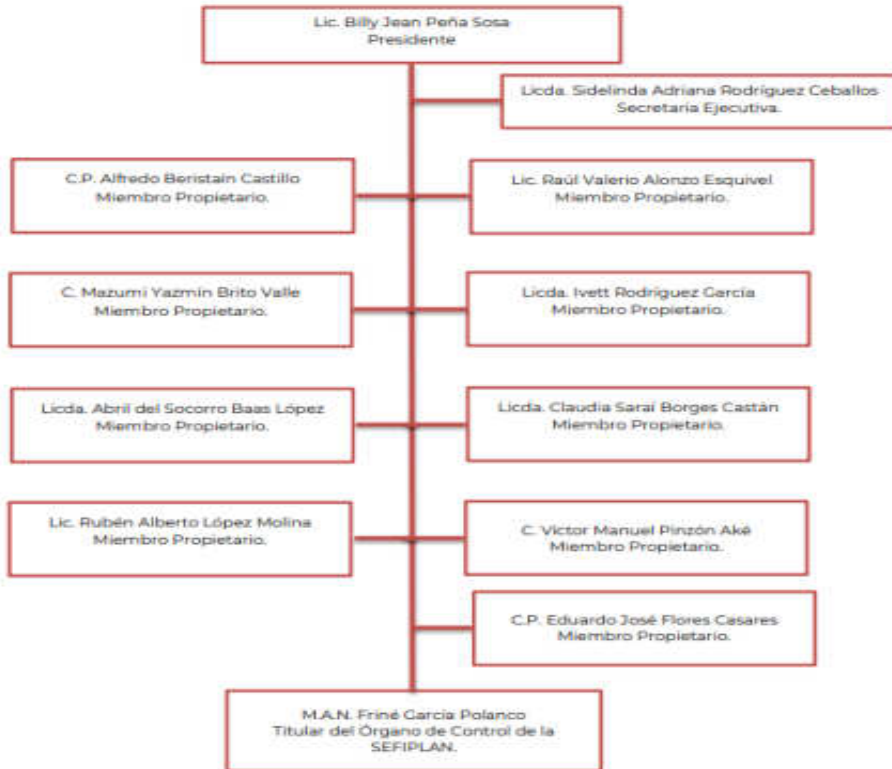 Lic. Billy Jean Peña Sosa
Presidente
Licda. Sidelinda Adriana Rodríguez Ceballos
Secretaria Ejecutiva.
C.P. Alfredo Beristain Castillo
Miembro Propietario.
Lic. Raúl Valerio Alonzo Esquivel
Miembro Propietario.
C. Mazumi Yazmín Brito Valle
Miembro Propietario.
Licda. Ivett Rodríguez García
Miembro Propietario.
Licda. Abril del Socorro Baas López
Miembro Propietario.
Licda. Claudia Saraí Borges Castán
Miembro Propietario.
Lic. Rubén Alberto López Molina
Miembro Propietario.
C. Víctor Manuel Pinzón Aké
Miembro Propietario.
C.P. Eduardo José Flores Casares
Miembro Propietario.
M.A.N. Friné García Polanco
Titular del Órgano de Control de la
SEFIPLAN.